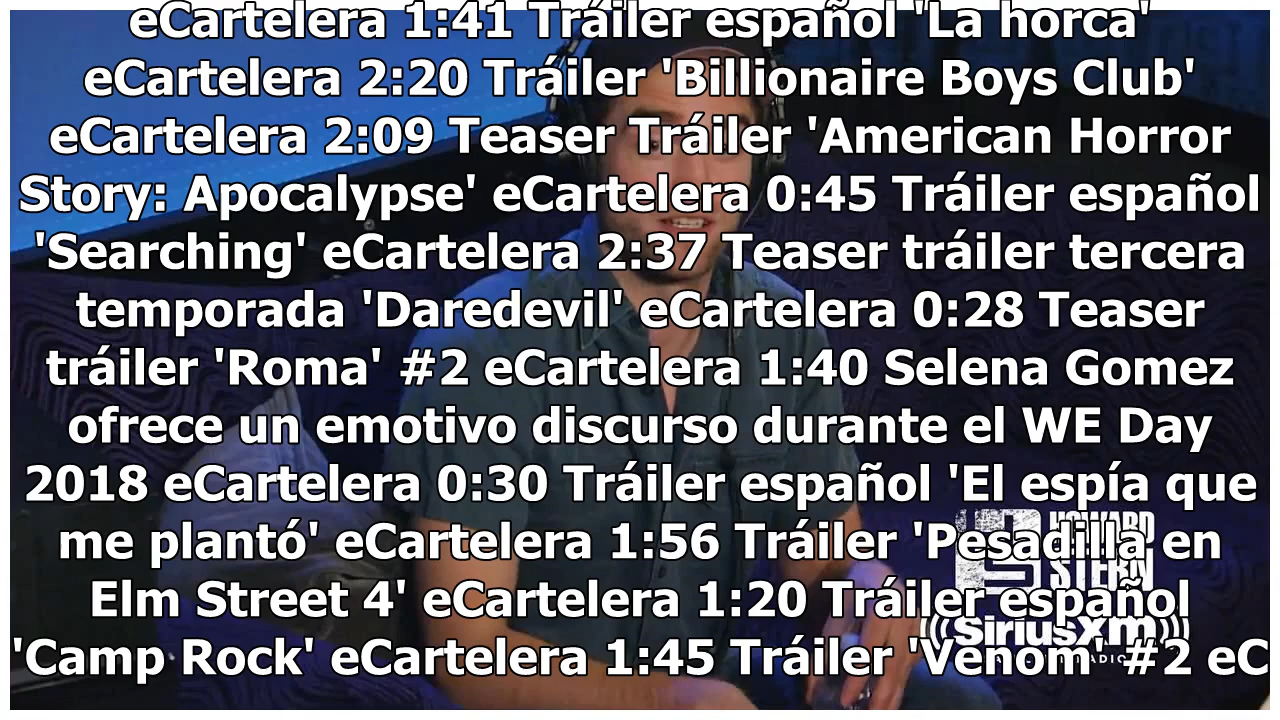 eCartelera 1:41 Tráiler español 'La horca'
eCartelera 2:20 Tráiler 'Billionaire Boys Club'
eCartelera 2:09 Teaser Tráiler 'American Horror
Story: Apocalypse' eCartelera 0:45 Tráiler español
'Searching' eCartelera 2:37 Teaser tráiler tercera
temporada 'Daredevil' eCartelera 0:28 Teaser
tráiler 'Roma' #2 eCartelera 1:40 Selena Gomez
ofrece un emotivo discurso durante el WE Day
2018 eCartelera 0:30 Tráiler español 'El espía que
me plantó' eCartelera 1:56 Tráiler 'Pesadilla en
Elm Street 4' eCartelera 1:20 Tráiler español
'Camp Rock' eCartelera 1:45 Tráiler 'Venom' #2 eC
HOWARD
STERN
SiriusXM